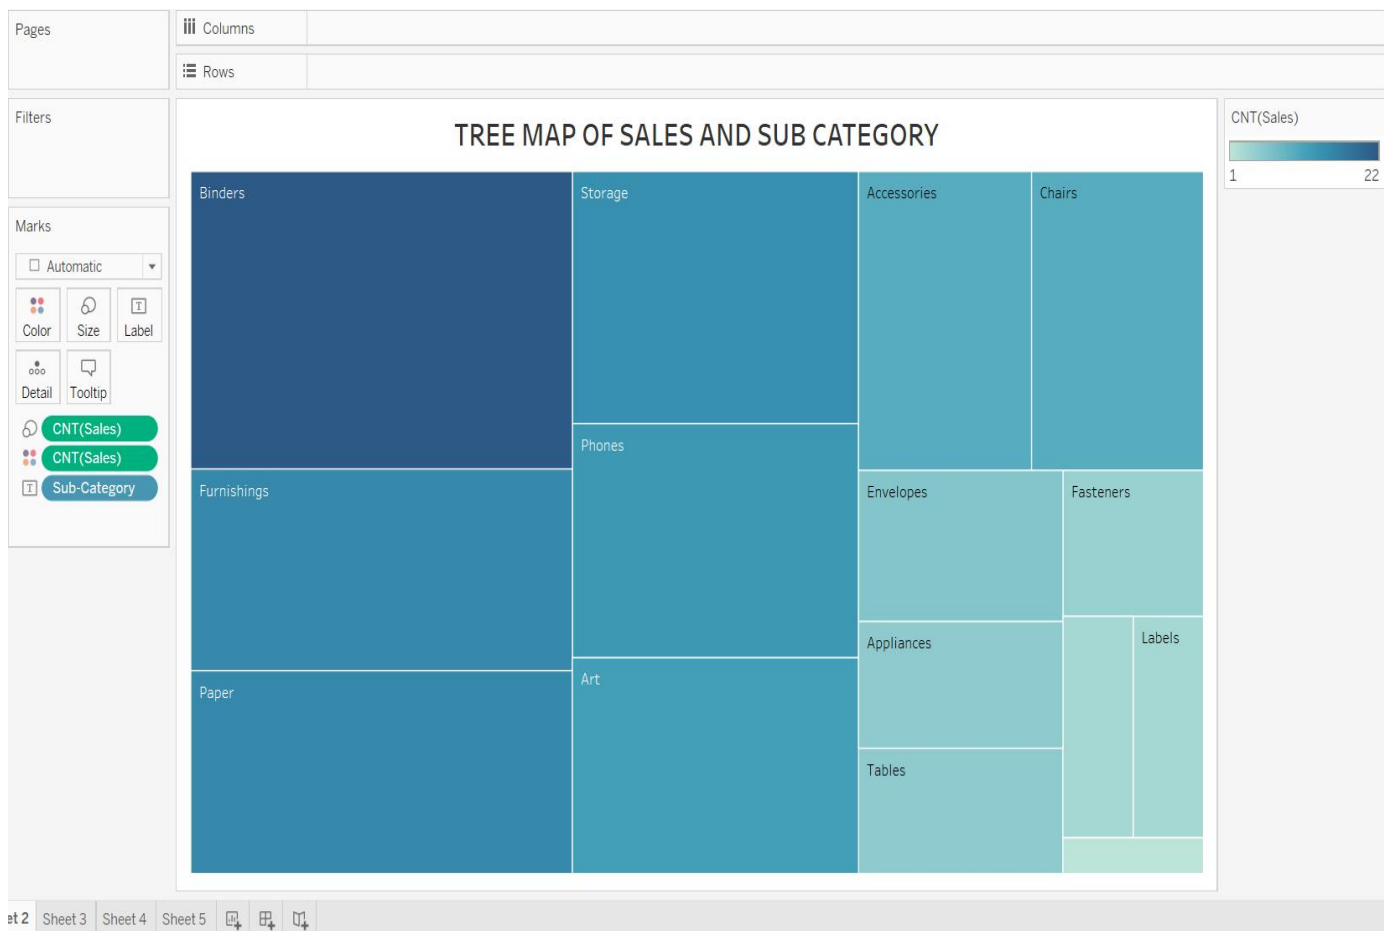 Pages
Columns
Rows
Filters
TREE MAP OF SALES AND SUB CATEGORY
CNT(Sales)
1 22
Marks
Automatic
Color Size Label
Detail Tooltip
CNT(Sales)
CNT(Sales)
Sub-Category
Binders
Storage
Accessories
Chairs
Phones
Furnishings
Envelopes
Fasteners
Appliances
Labels
Paper
Art
Tables
et 2 Sheet 3 Sheet 4 Sheet 5